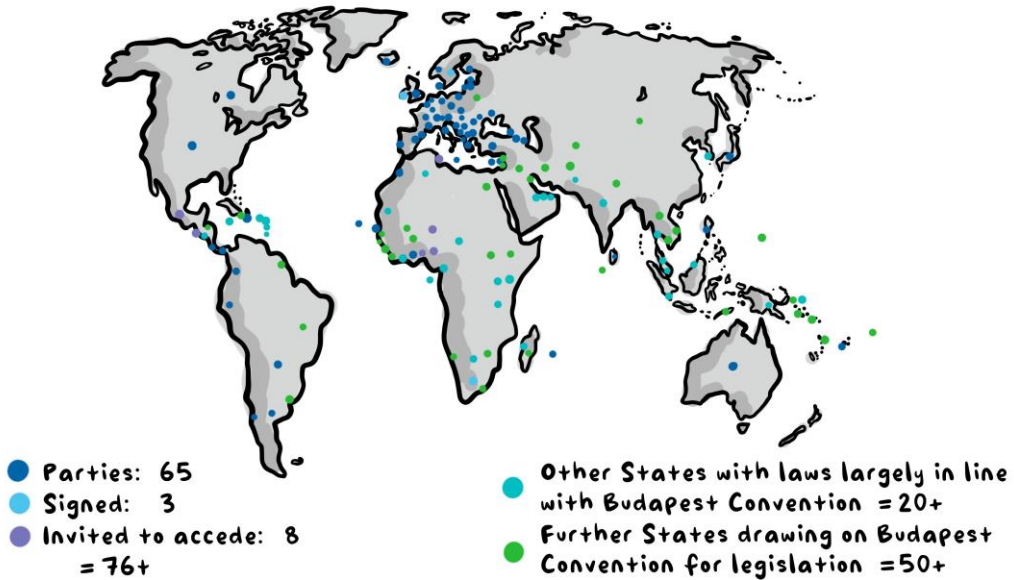 Parties: 65
Signed: 3
Invited to accede: 8
= 76+
Other States with laws largely in line
with Budapest Convention = 20+
Further States drawing on Budapest
Convention for legislation = 50+